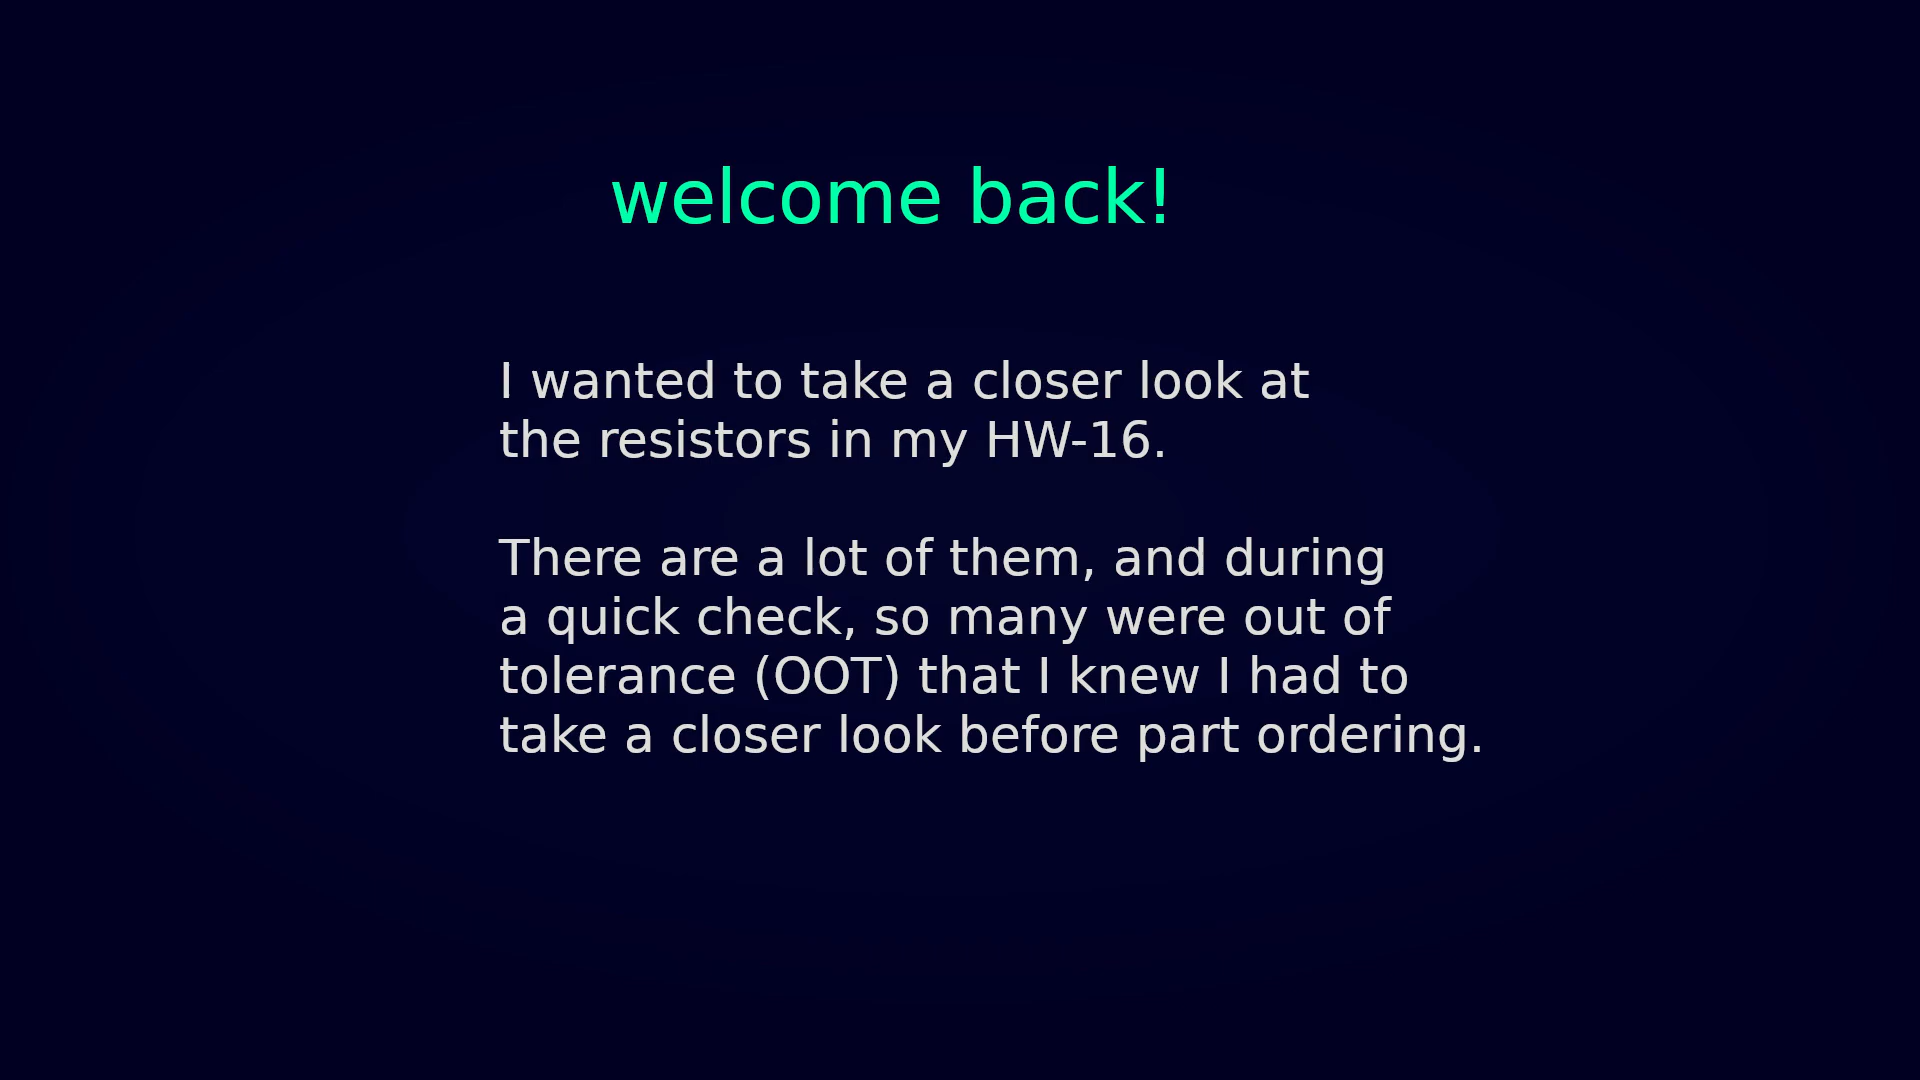 welcome back!
I wanted to take a closer look at
the resistors in my HW-16.
There are a lot of them, and during
a quick check, so many were out of
tolerance (OOT) that I knew I had to
take a closer look before part ordering.